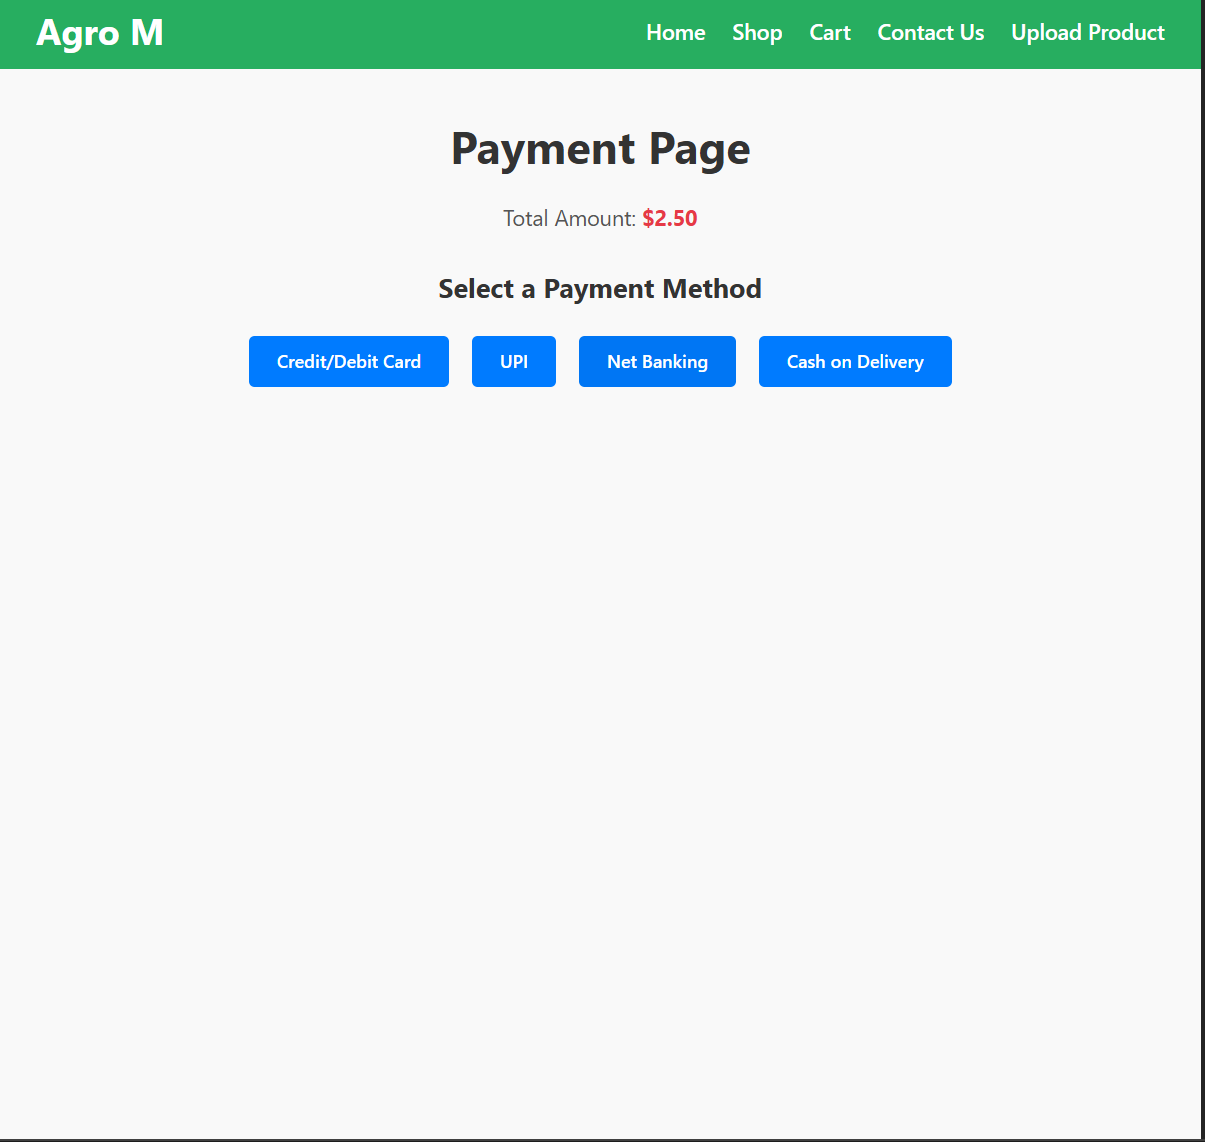 Agro M Home Shop Cart Contact Us Upload Product
Payment Page
Total Amount: $2.50
Select a Payment Method
Credit/Debit Card UPI Net Banking Cash on Delivery